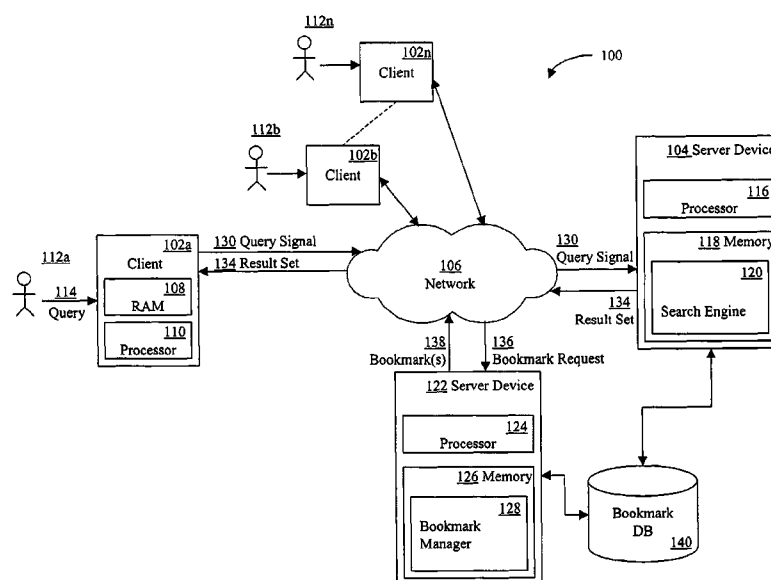 112n
102n
Client
100
112b
102b
Client
104 Server Device
116
Processor
118 Memory
120
Search Engine
112a
114
Query
102a
Client
108
RAM
110
Processor
130 Query Signal
134 Result Set
106
Network
130
Query Signal
134
Result Set
138
Bookmark(s)
136
Bookmark Request
122 Server Device
124
Processor
126 Memory
128
Bookmark
Manager
Bookmark
DB
140